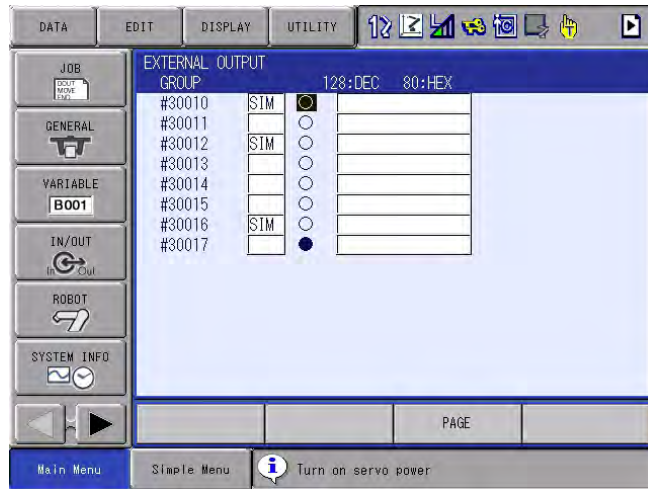 DATA EDIT DISPLAY UTILITY
JOB
DOUT
MOVE
END
GENERAL
VARIABLE
B001
IN/OUT
In Out
ROBOT
SYSTEM INFO
EXTERNAL OUTPUT
GROUP 128:DEC 80:HEX
#30010 SIM
#30011
#30012 SIM
#30013
#30014
#30015
#30016 SIM
#30017
PAGE
Main Menu Simple Menu Turn on servo power